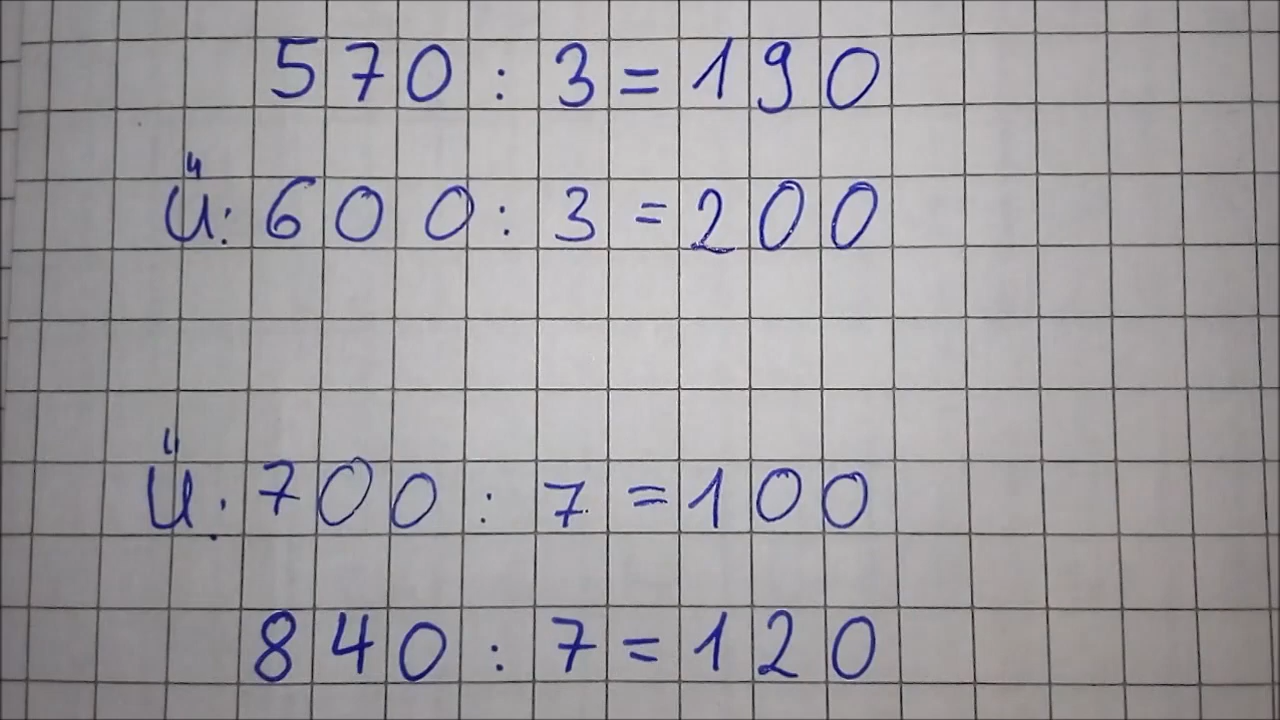 570 : 3 = 190
Ü: 600 : 3 = 200
Ü: 700 : 7 = 100
840 : 7 = 120